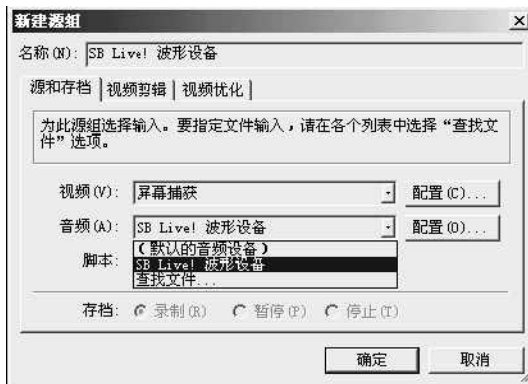 新建源组
名称(N): SB Live! 波形设备
源和存档 视频剪辑 视频优化
为此源组选择输入。要指定文件输入，请在各个列表中选择“查找文
件”选项。
视频(V): 屏幕捕获 配置(C)...
音频(A): SB Live! 波形设备 配置(O)...
(默认的音频设备)
脚本: SB Live! 波形设备
查找文件...
存档: 录制(R) 暂停(P) 停止(T)
确定 取消